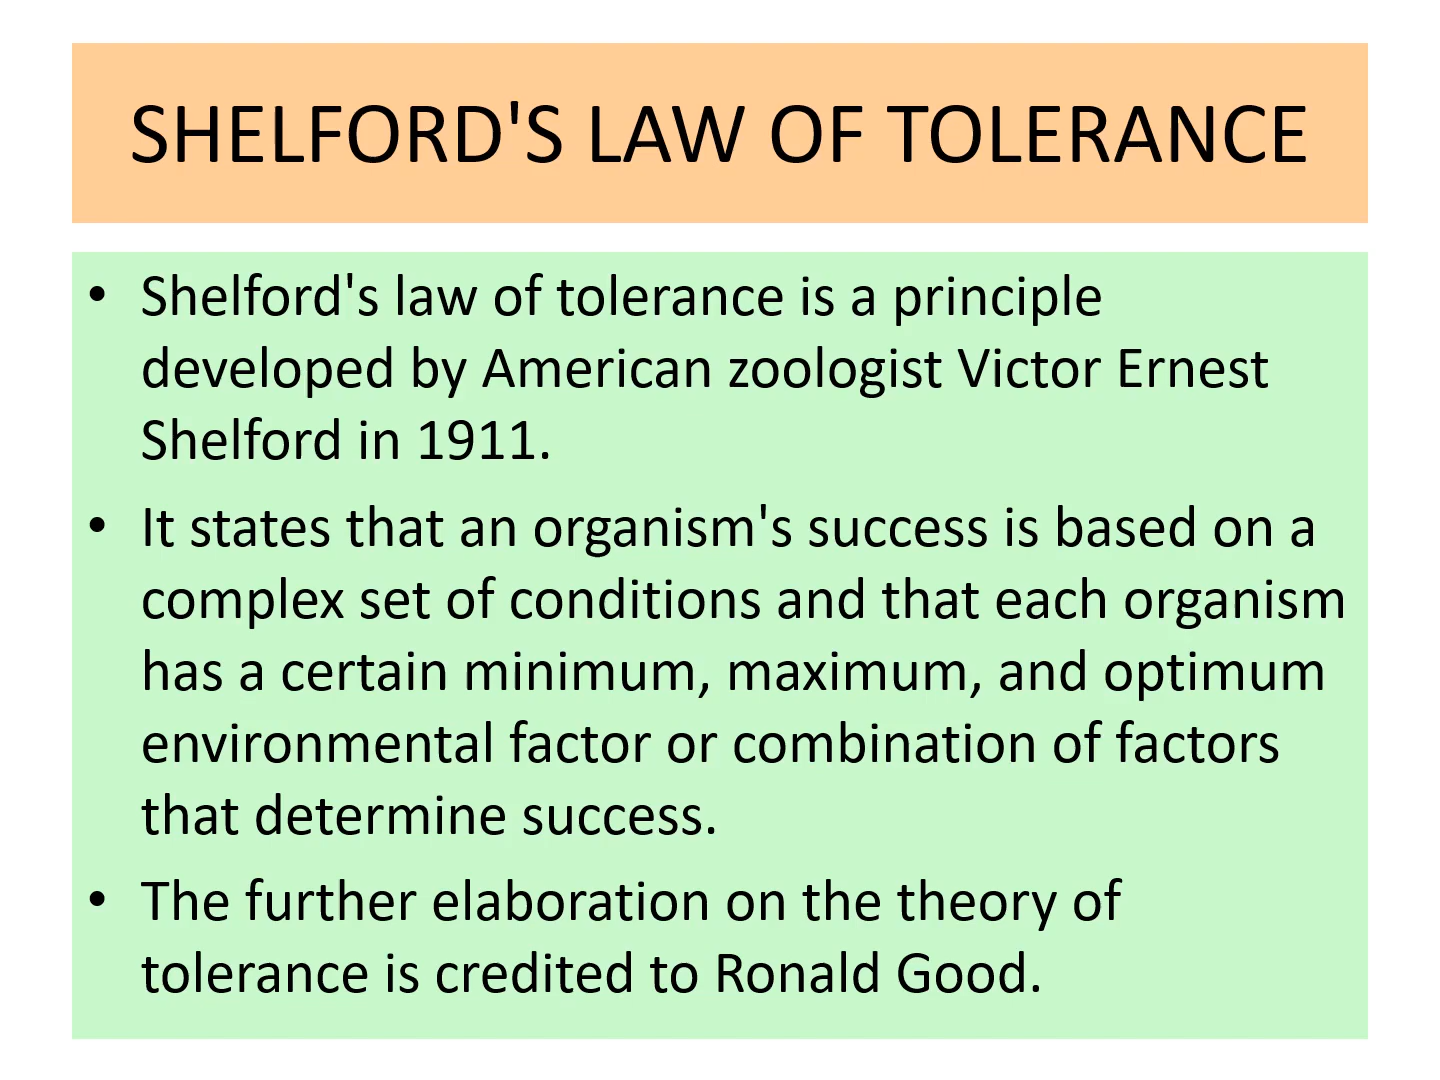 SHELFORD'S LAW OF TOLERANCE
• Shelford's law of tolerance is a principle
developed by American zoologist Victor Ernest
Shelford in 1911.
• It states that an organism's success is based on a
complex set of conditions and that each organism
has a certain minimum, maximum, and optimum
environmental factor or combination of factors
that determine success.
• The further elaboration on the theory of
tolerance is credited to Ronald Good.